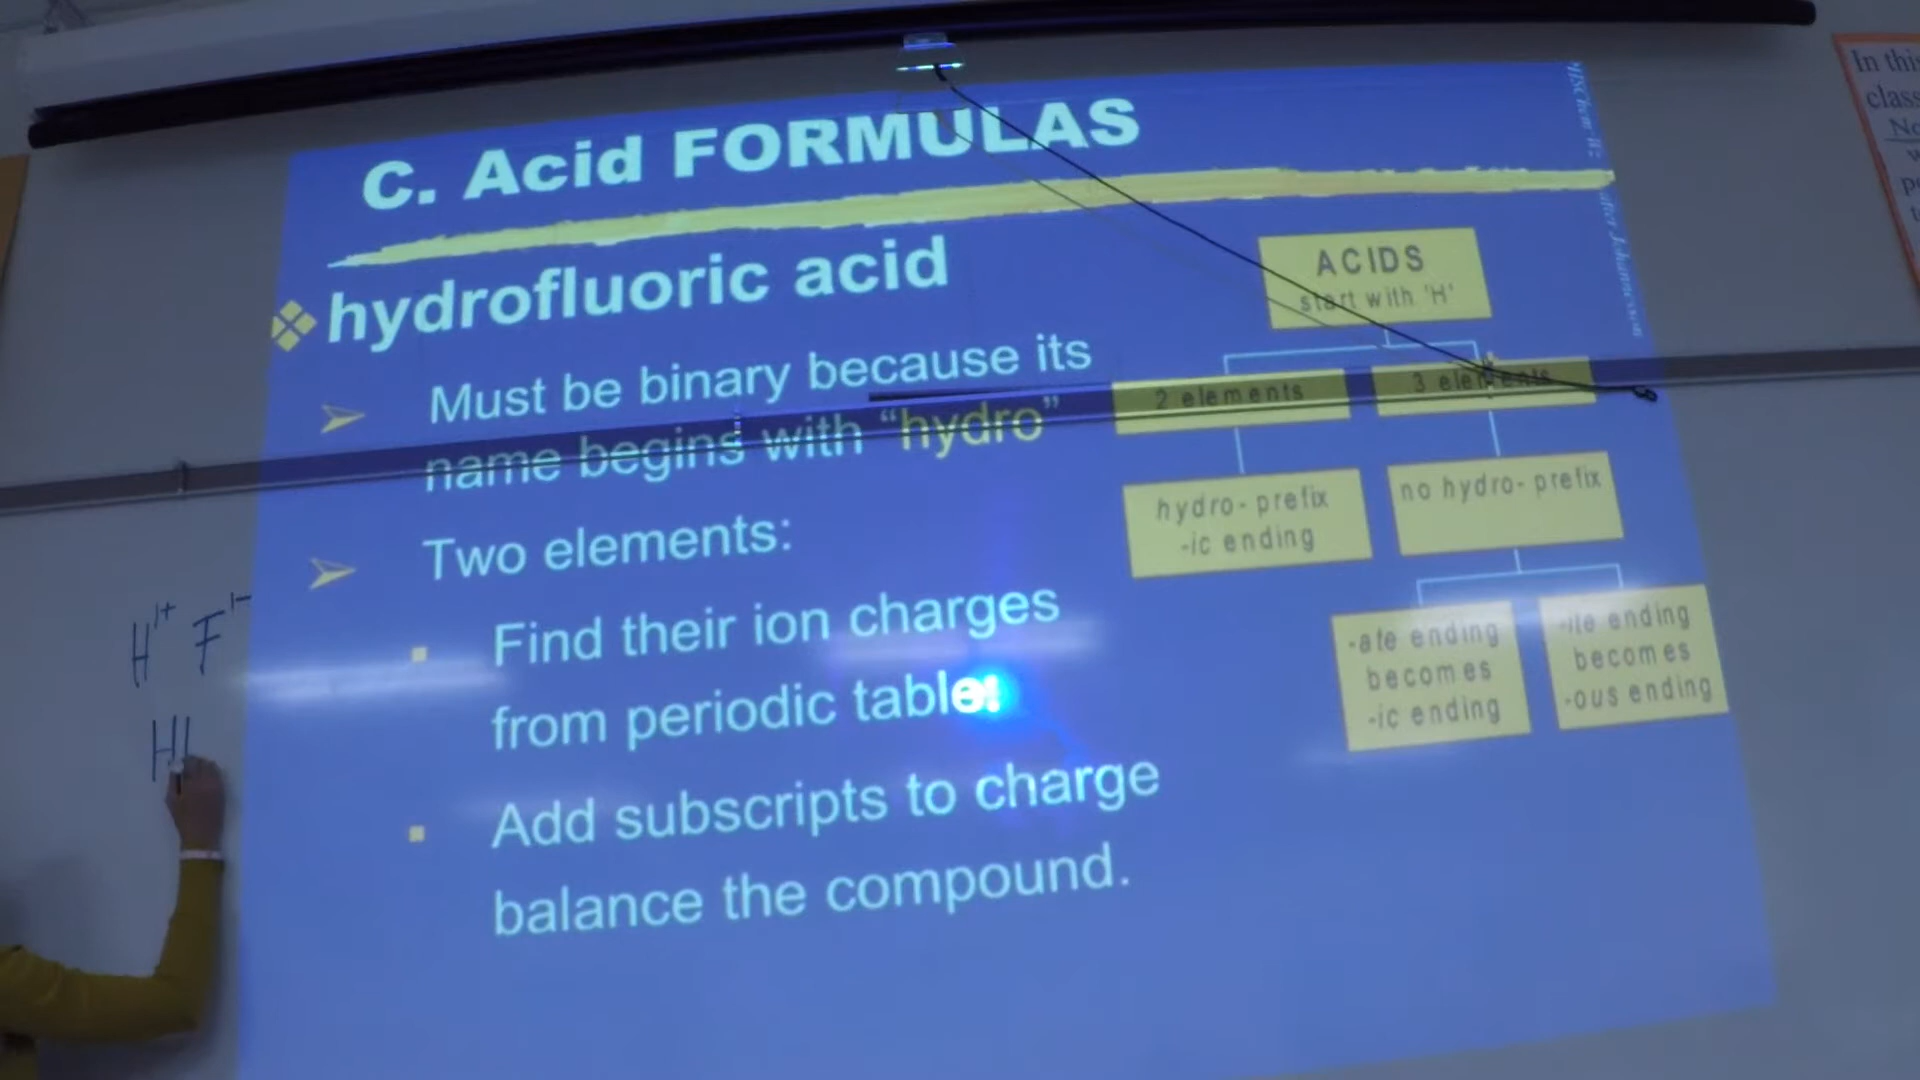 C. Acid FORMULAS
hydrofluoric acid
Must be binary because its
name begins with “hydro”
Two elements:
Find their ion charges
from periodic table.
Add subscripts to charge
balance the compound.
ACIDS
start with 'H'
2 elements
3 elements
hydro- prefix
-ic ending
no hydro- prefix
-ate ending
becomes
-ic ending
-ite ending
becomes
-ous ending
H1+ F1-
In this
class